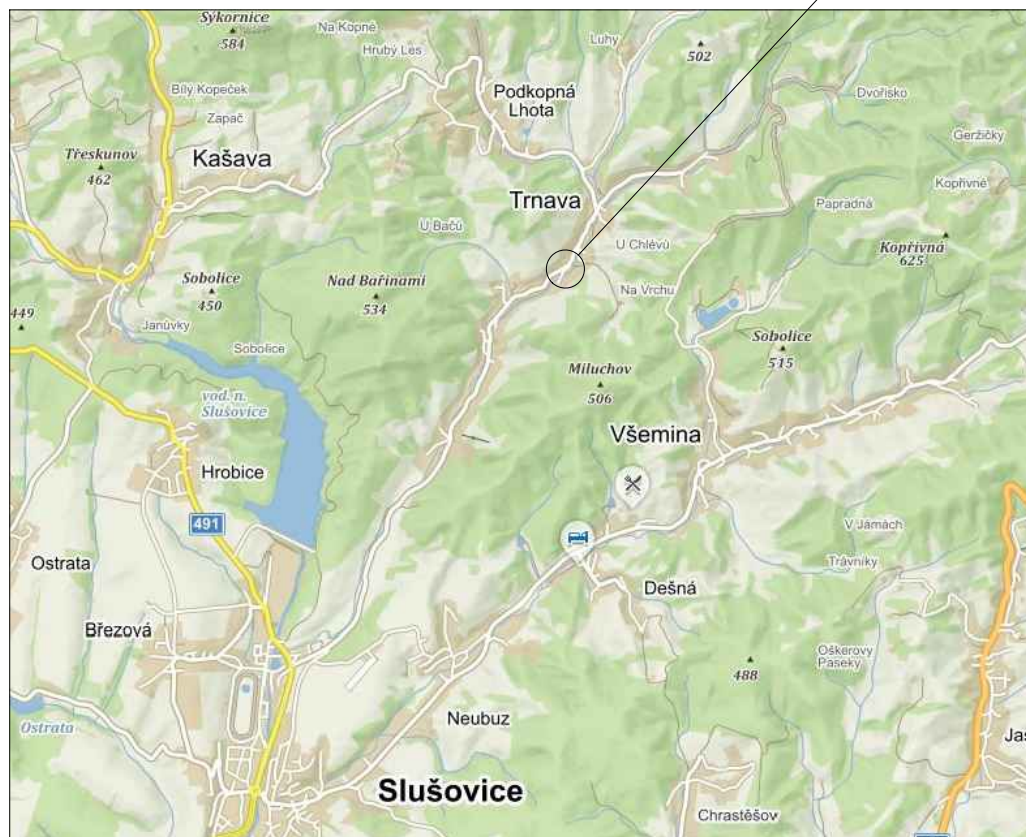 Sýkornice
584
Na Kopné
Hrubý Les
Luhy
502
Bílý Kopeček
Zapač
Podkopná
Lhota
Dvořisko
Geržičky
Třeskunov
462
Kašava
Trnava
Kopřivné
Papradná
U Bačů
U Chlévů
Kopřivná
625
Sobolice
450
Nad Bařinami
534
Na Vrchu
449
Janůvky
Sobolice
Sobolice
515
Miluchov
506
vod. n.
Slušovice
Všemina
Hrobice
491
V Jámách
Trávníky
Ostrata
Dešná
Březová
Oškerovy
Paseky
488
Neubuz
Ostrata
Jas
Slušovice
Chrastěšov